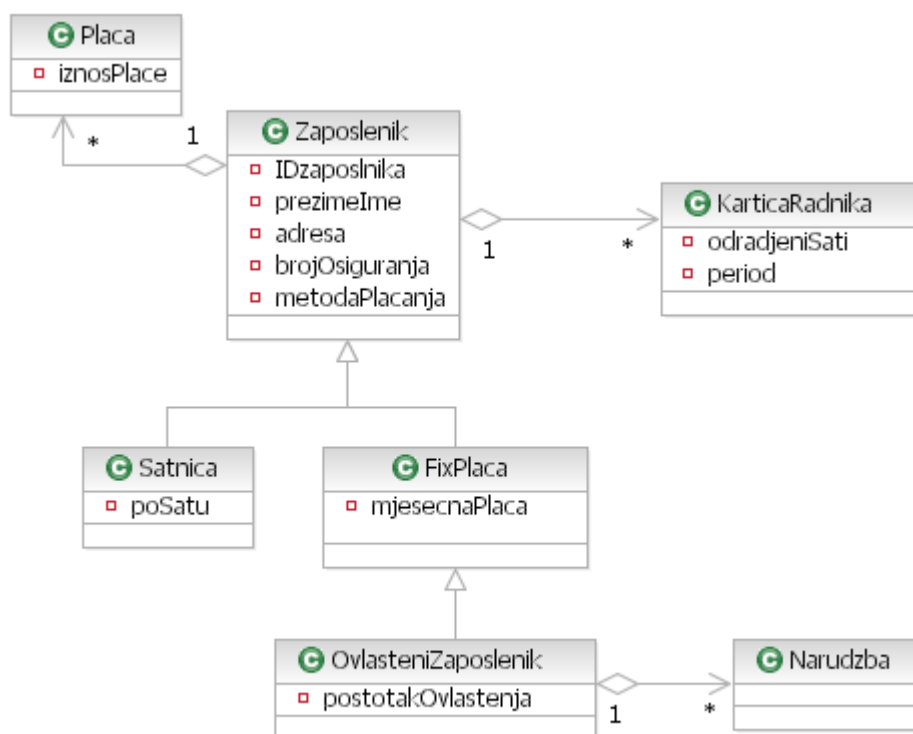 Placa
iznosPlace
1
*
Zaposlenik
IDzaposlnika
prezimeIme
adresa
brojOsiguranja
metodaPlacanja
1
*
KarticaRadnika
odradjeniSati
period
Satnica
poSatu
FixPlaca
mjesecnaPlaca
OvlasteniZaposlenik
postotakOvlastenja
1
*
Narudzba